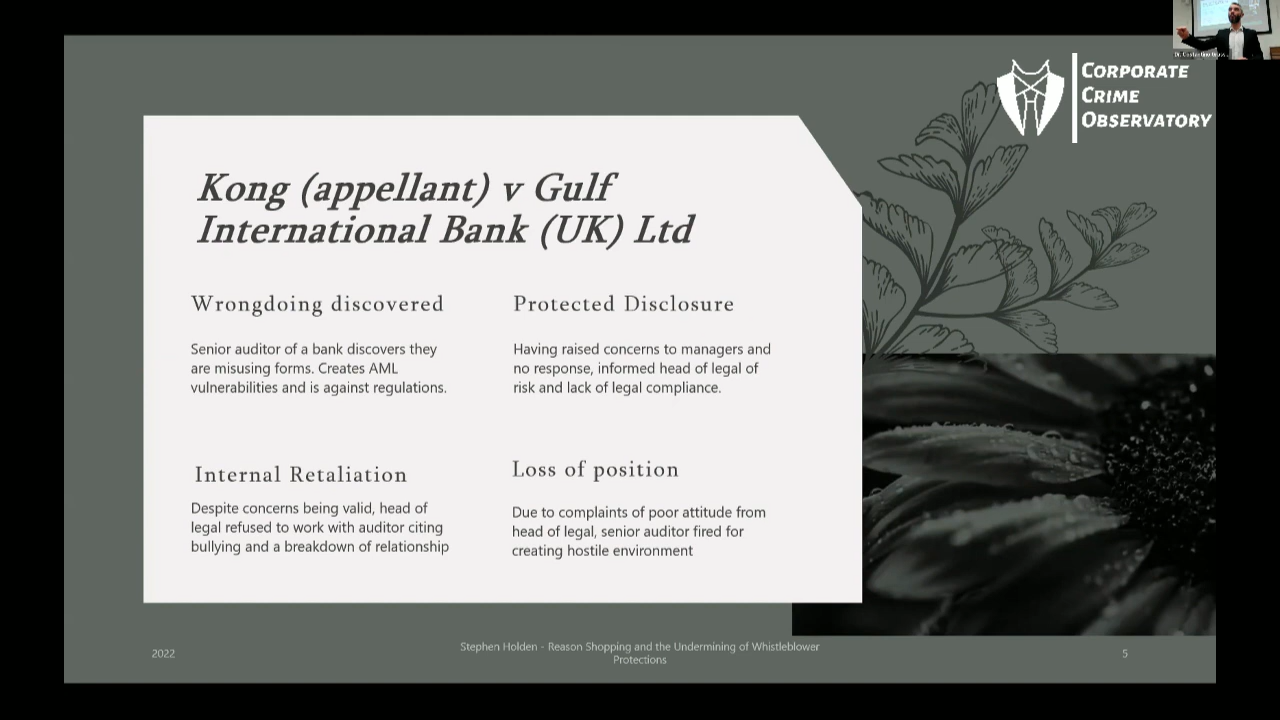 Corporate
Crime
Observatory
Kong (appellant) v Gulf
International Bank (UK) Ltd
Wrongdoing discovered
Senior auditor of a bank discovers they
are misusing forms. Creates AML
vulnerabilities and is against regulations.
Protected Disclosure
Having raised concerns to managers and
no response, informed head of legal of
risk and lack of legal compliance.
Internal Retaliation
Despite concerns being valid, head of
legal refused to work with auditor citing
bullying and a breakdown of relationship
Loss of position
Due to complaints of poor attitude from
head of legal, senior auditor fired for
creating hostile environment
2022
Stephen Holden - Reason Shopping and the Undermining of Whistleblower
Protections
5